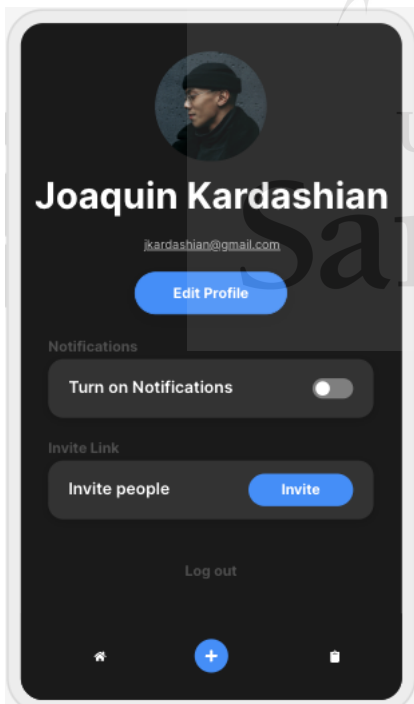 Joaquin Kardashian
jkardashian@gmail.com
Edit Profile
Notifications
Turn on Notifications
Invite Link
Invite people
Invite
Log out